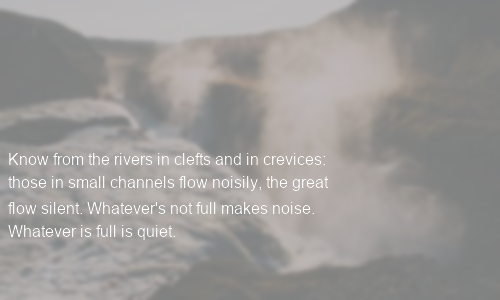 Know from the rivers in clefts and in crevices:
those in small channels flow noisily, the great
flow silent. Whatever's not full makes noise.
Whatever is full is quiet.